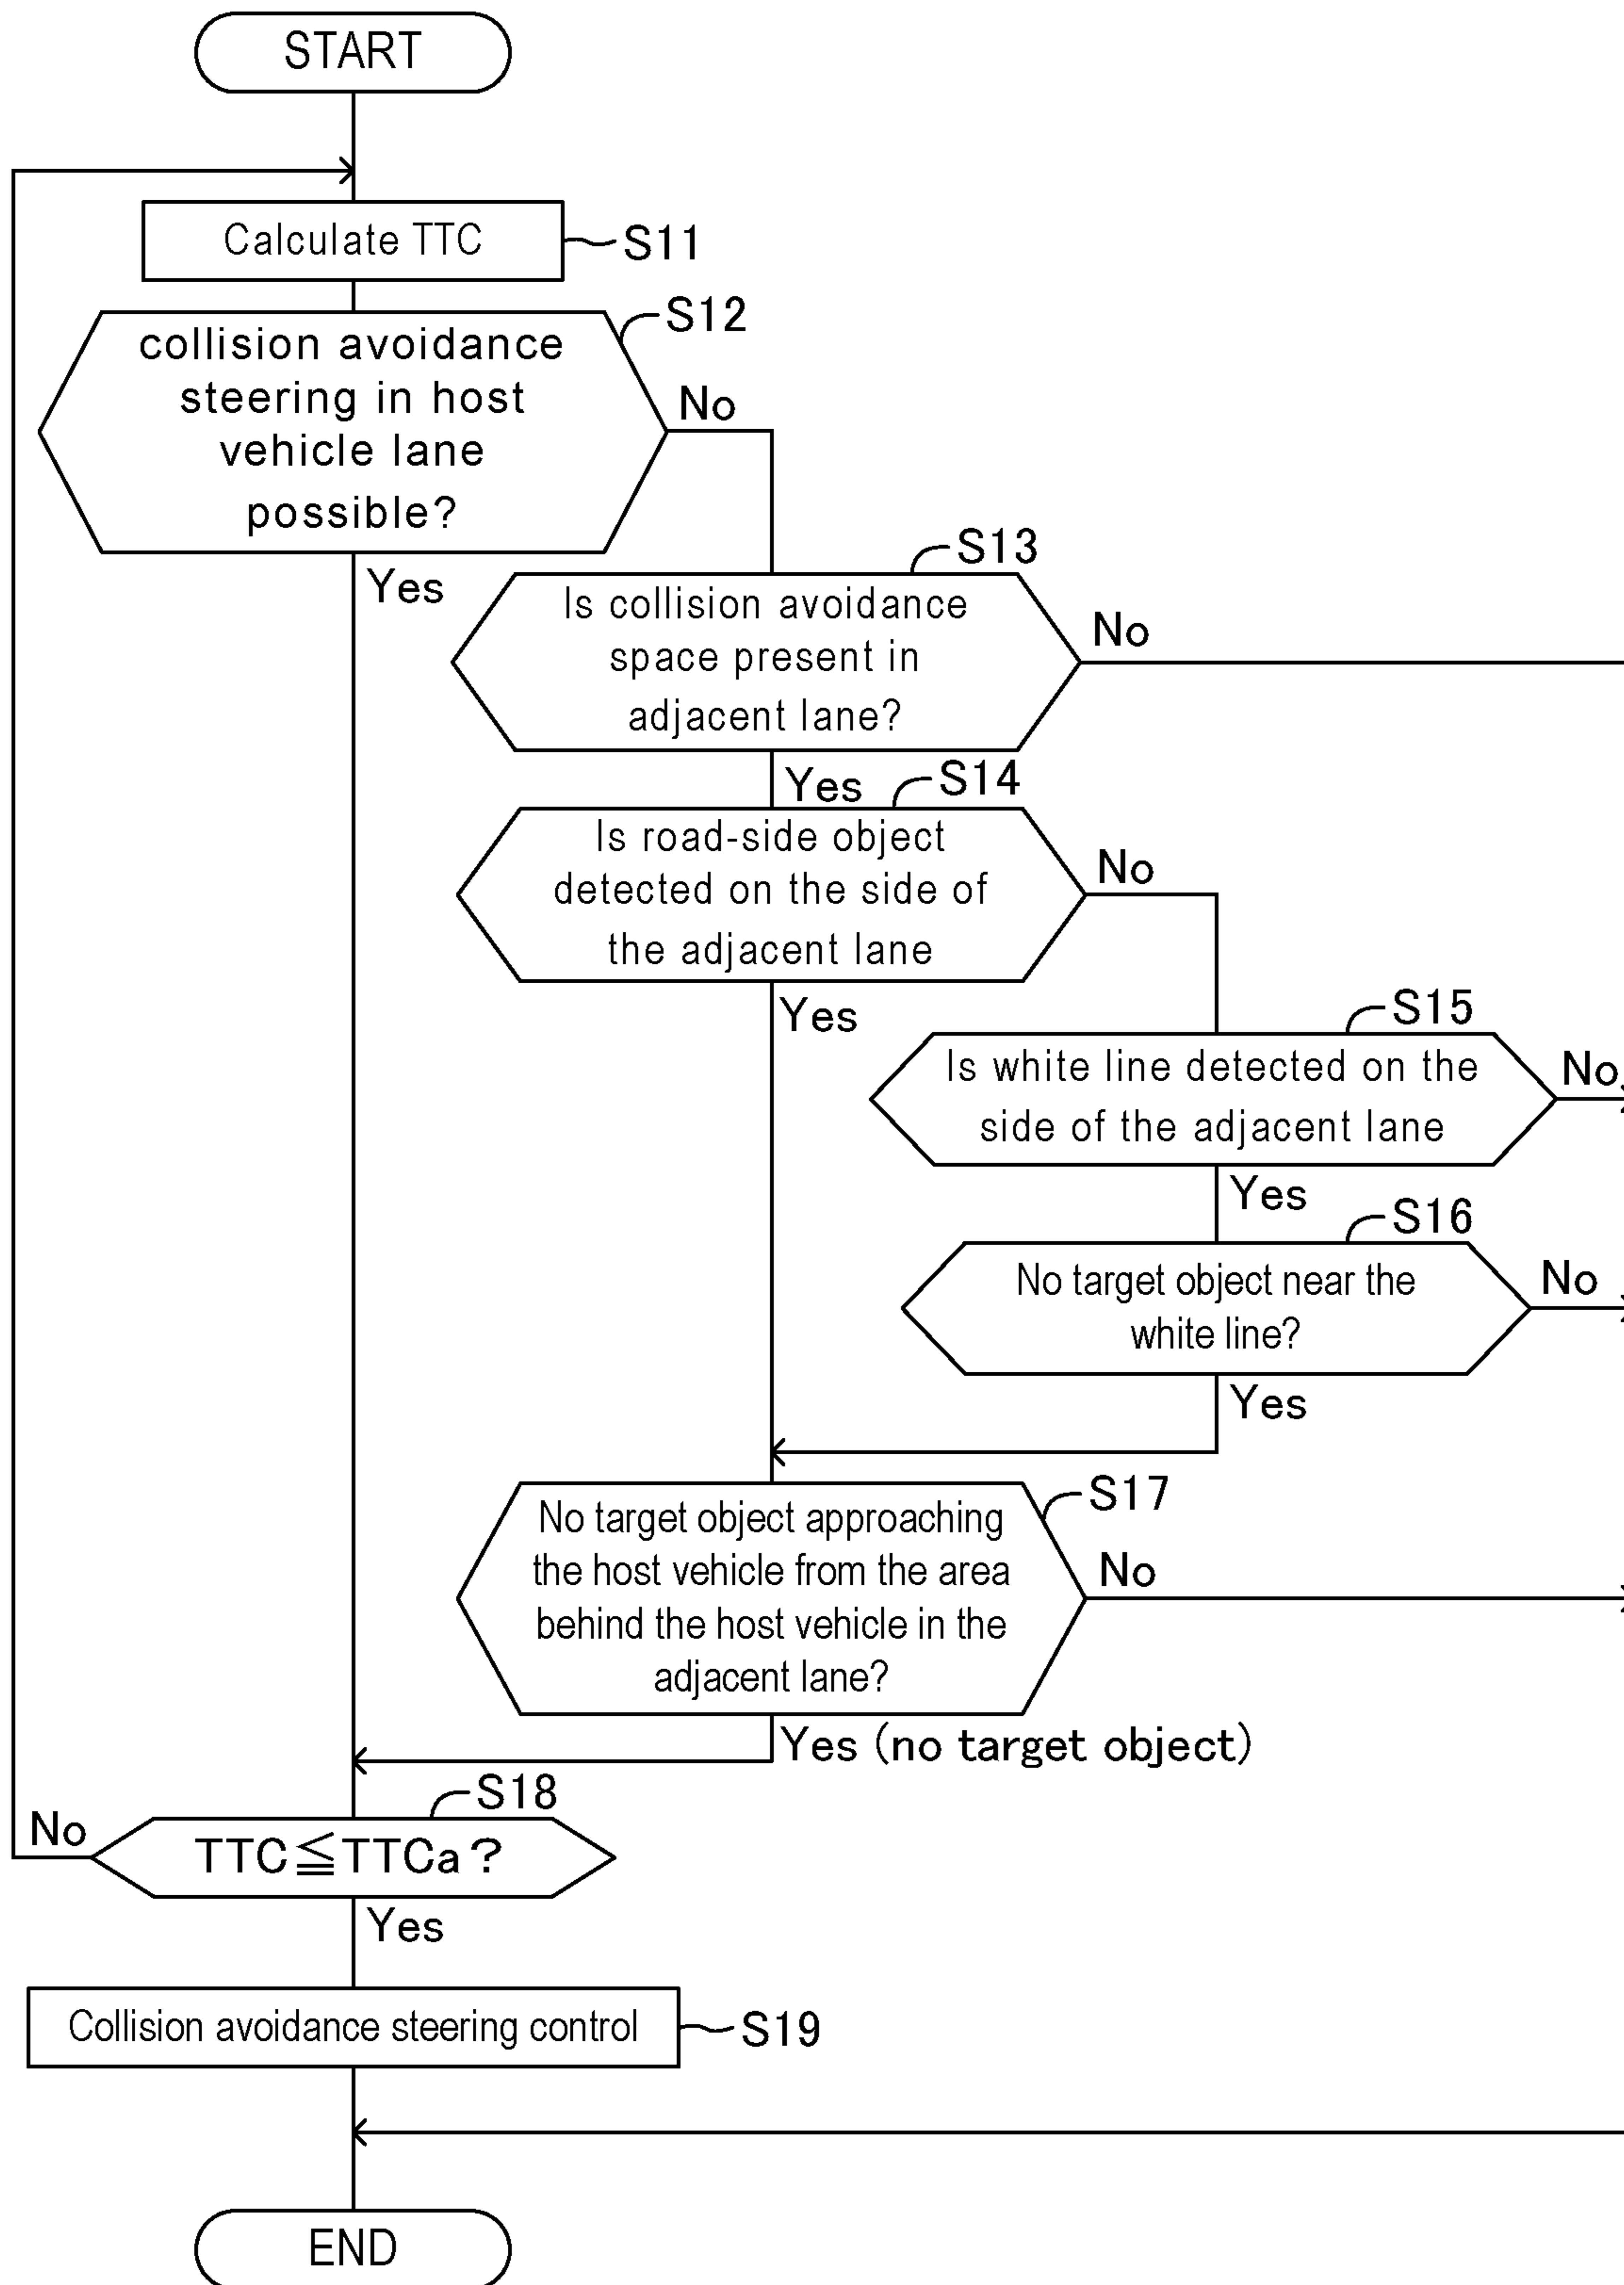 START
Calculate TTC
S11
S12
collision avoidance
steering in host
vehicle lane
possible?
No
Yes
S13
Is collision avoidance
space present in
adjacent lane?
No
Yes
S14
Is road-side object
detected on the side of
the adjacent lane
No
Yes
S15
Is white line detected on the
side of the adjacent lane
No
Yes
S16
No target object near the
white line?
No
Yes
S17
No target object approaching
the host vehicle from the area
behind the host vehicle in the
adjacent lane?
No
Yes (no target object)
S18
No
TTC≦TTCa?
Yes
Collision avoidance steering control
S19
END